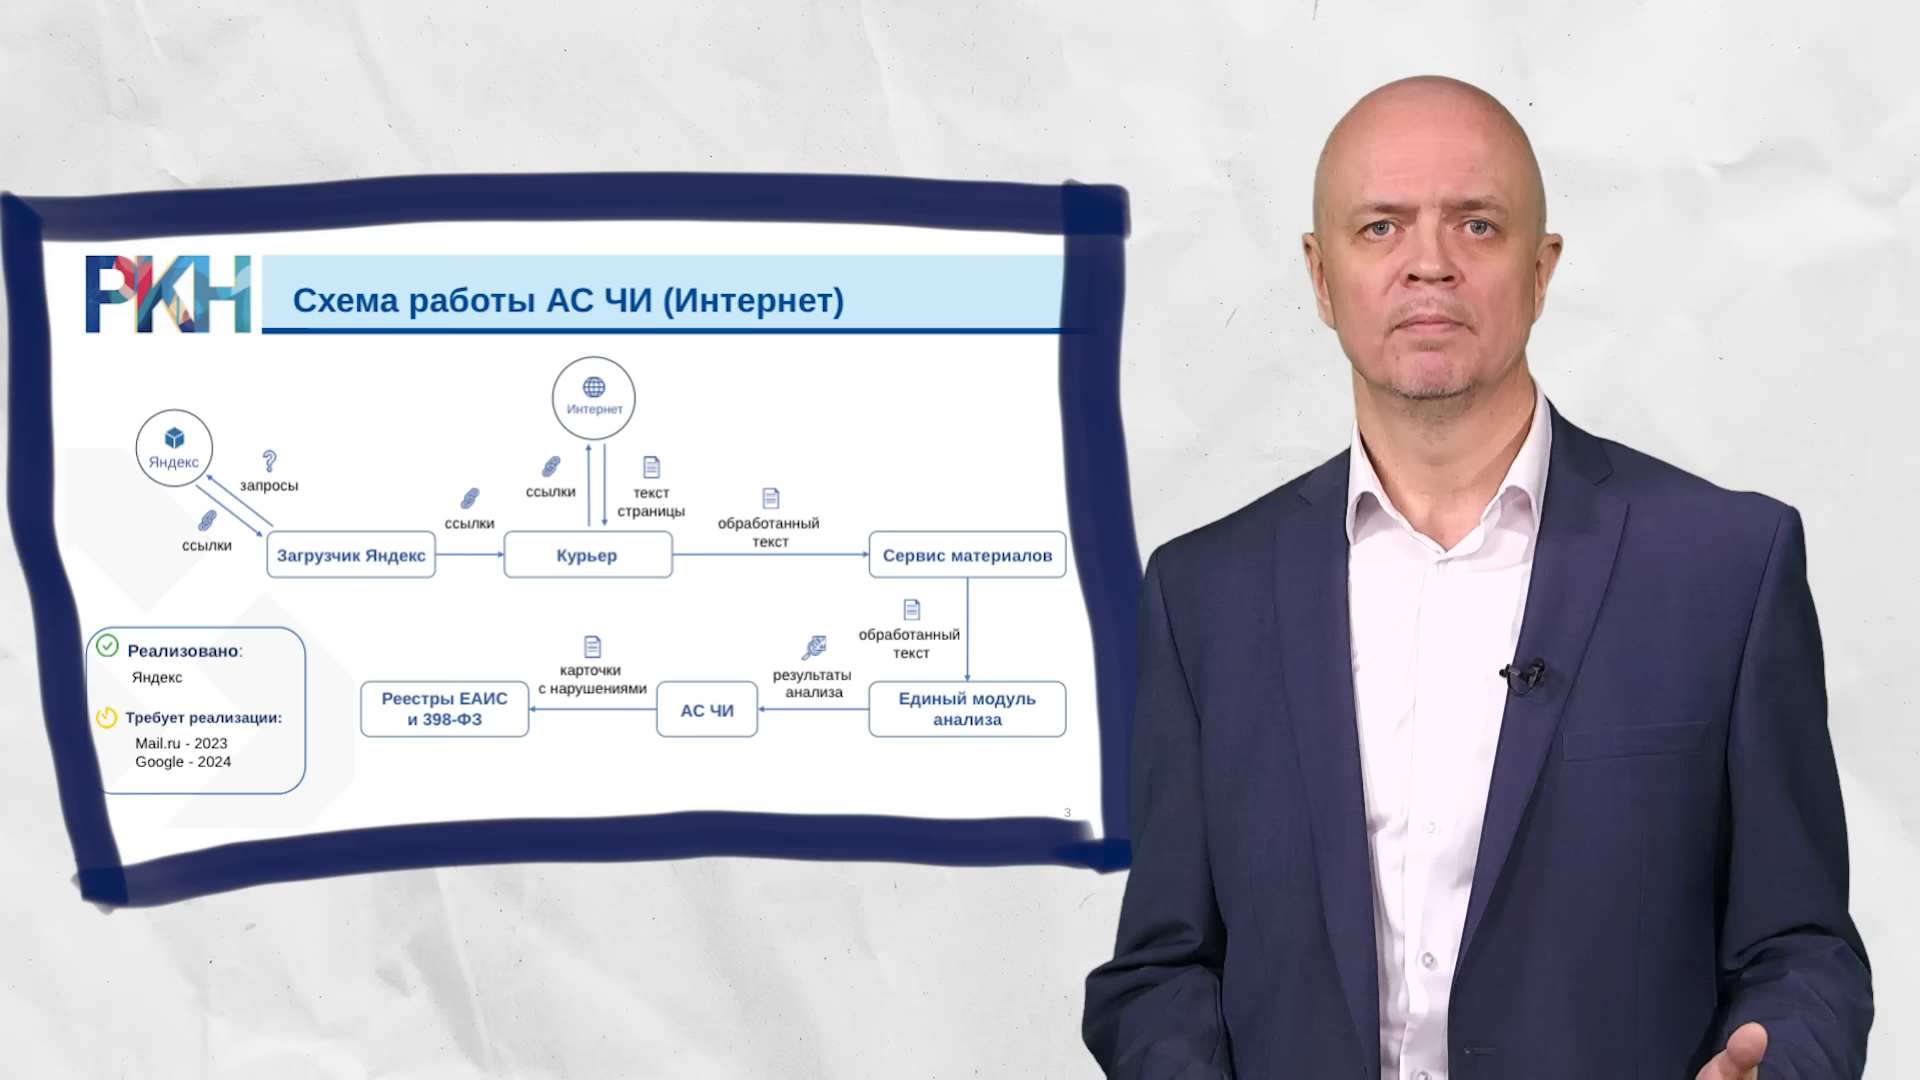 РКН
Схема работы АС ЧИ (Интернет)
Интернет
Яндекс
запросы
ссылки
ссылки
ссылки
текст
страницы
обработанный
текст
Загрузчик Яндекс
Курьер
Сервис материалов
обработанный
текст
результаты
анализа
карточки
с нарушениями
Реестры ЕАИС
и 398-ФЗ
АС ЧИ
Единый модуль
анализа
Реализовано:
Яндекс
Требует реализации:
Mail.ru - 2023
Google - 2024
3